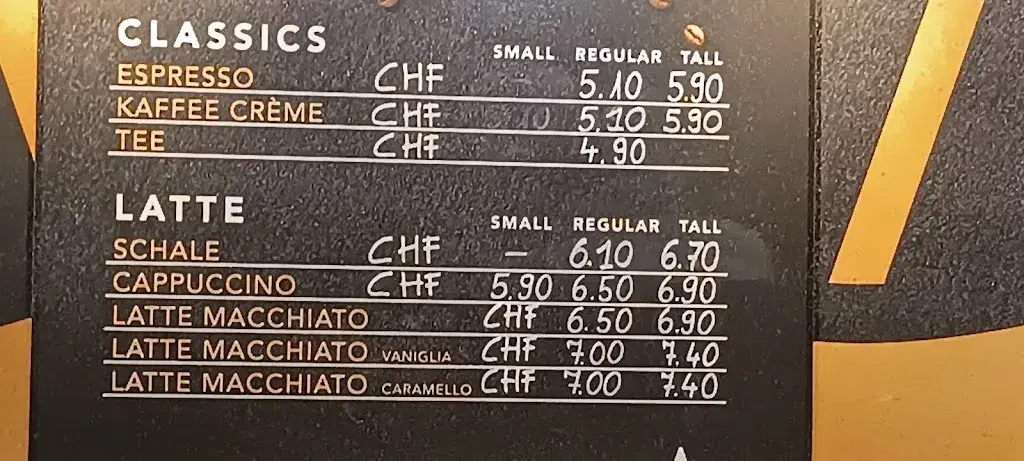 CLASSICS SMALL REGULAR TALL
ESPRESSO CHF – 5.10 5.90
KAFFEE CRÈME CHF 5.10 5.90
TEE CHF 4.90
LATTE SMALL REGULAR TALL
SCHALE CHF – 6.10 6.70
CAPPUCCINO CHF 5.90 6.50 6.90
LATTE MACCHIATO CHF 6.50 6.90
LATTE MACCHIATO VANIGLIA CHF 7.00 7.40
LATTE MACCHIATO CARAMELLO CHF 7.00 7.40